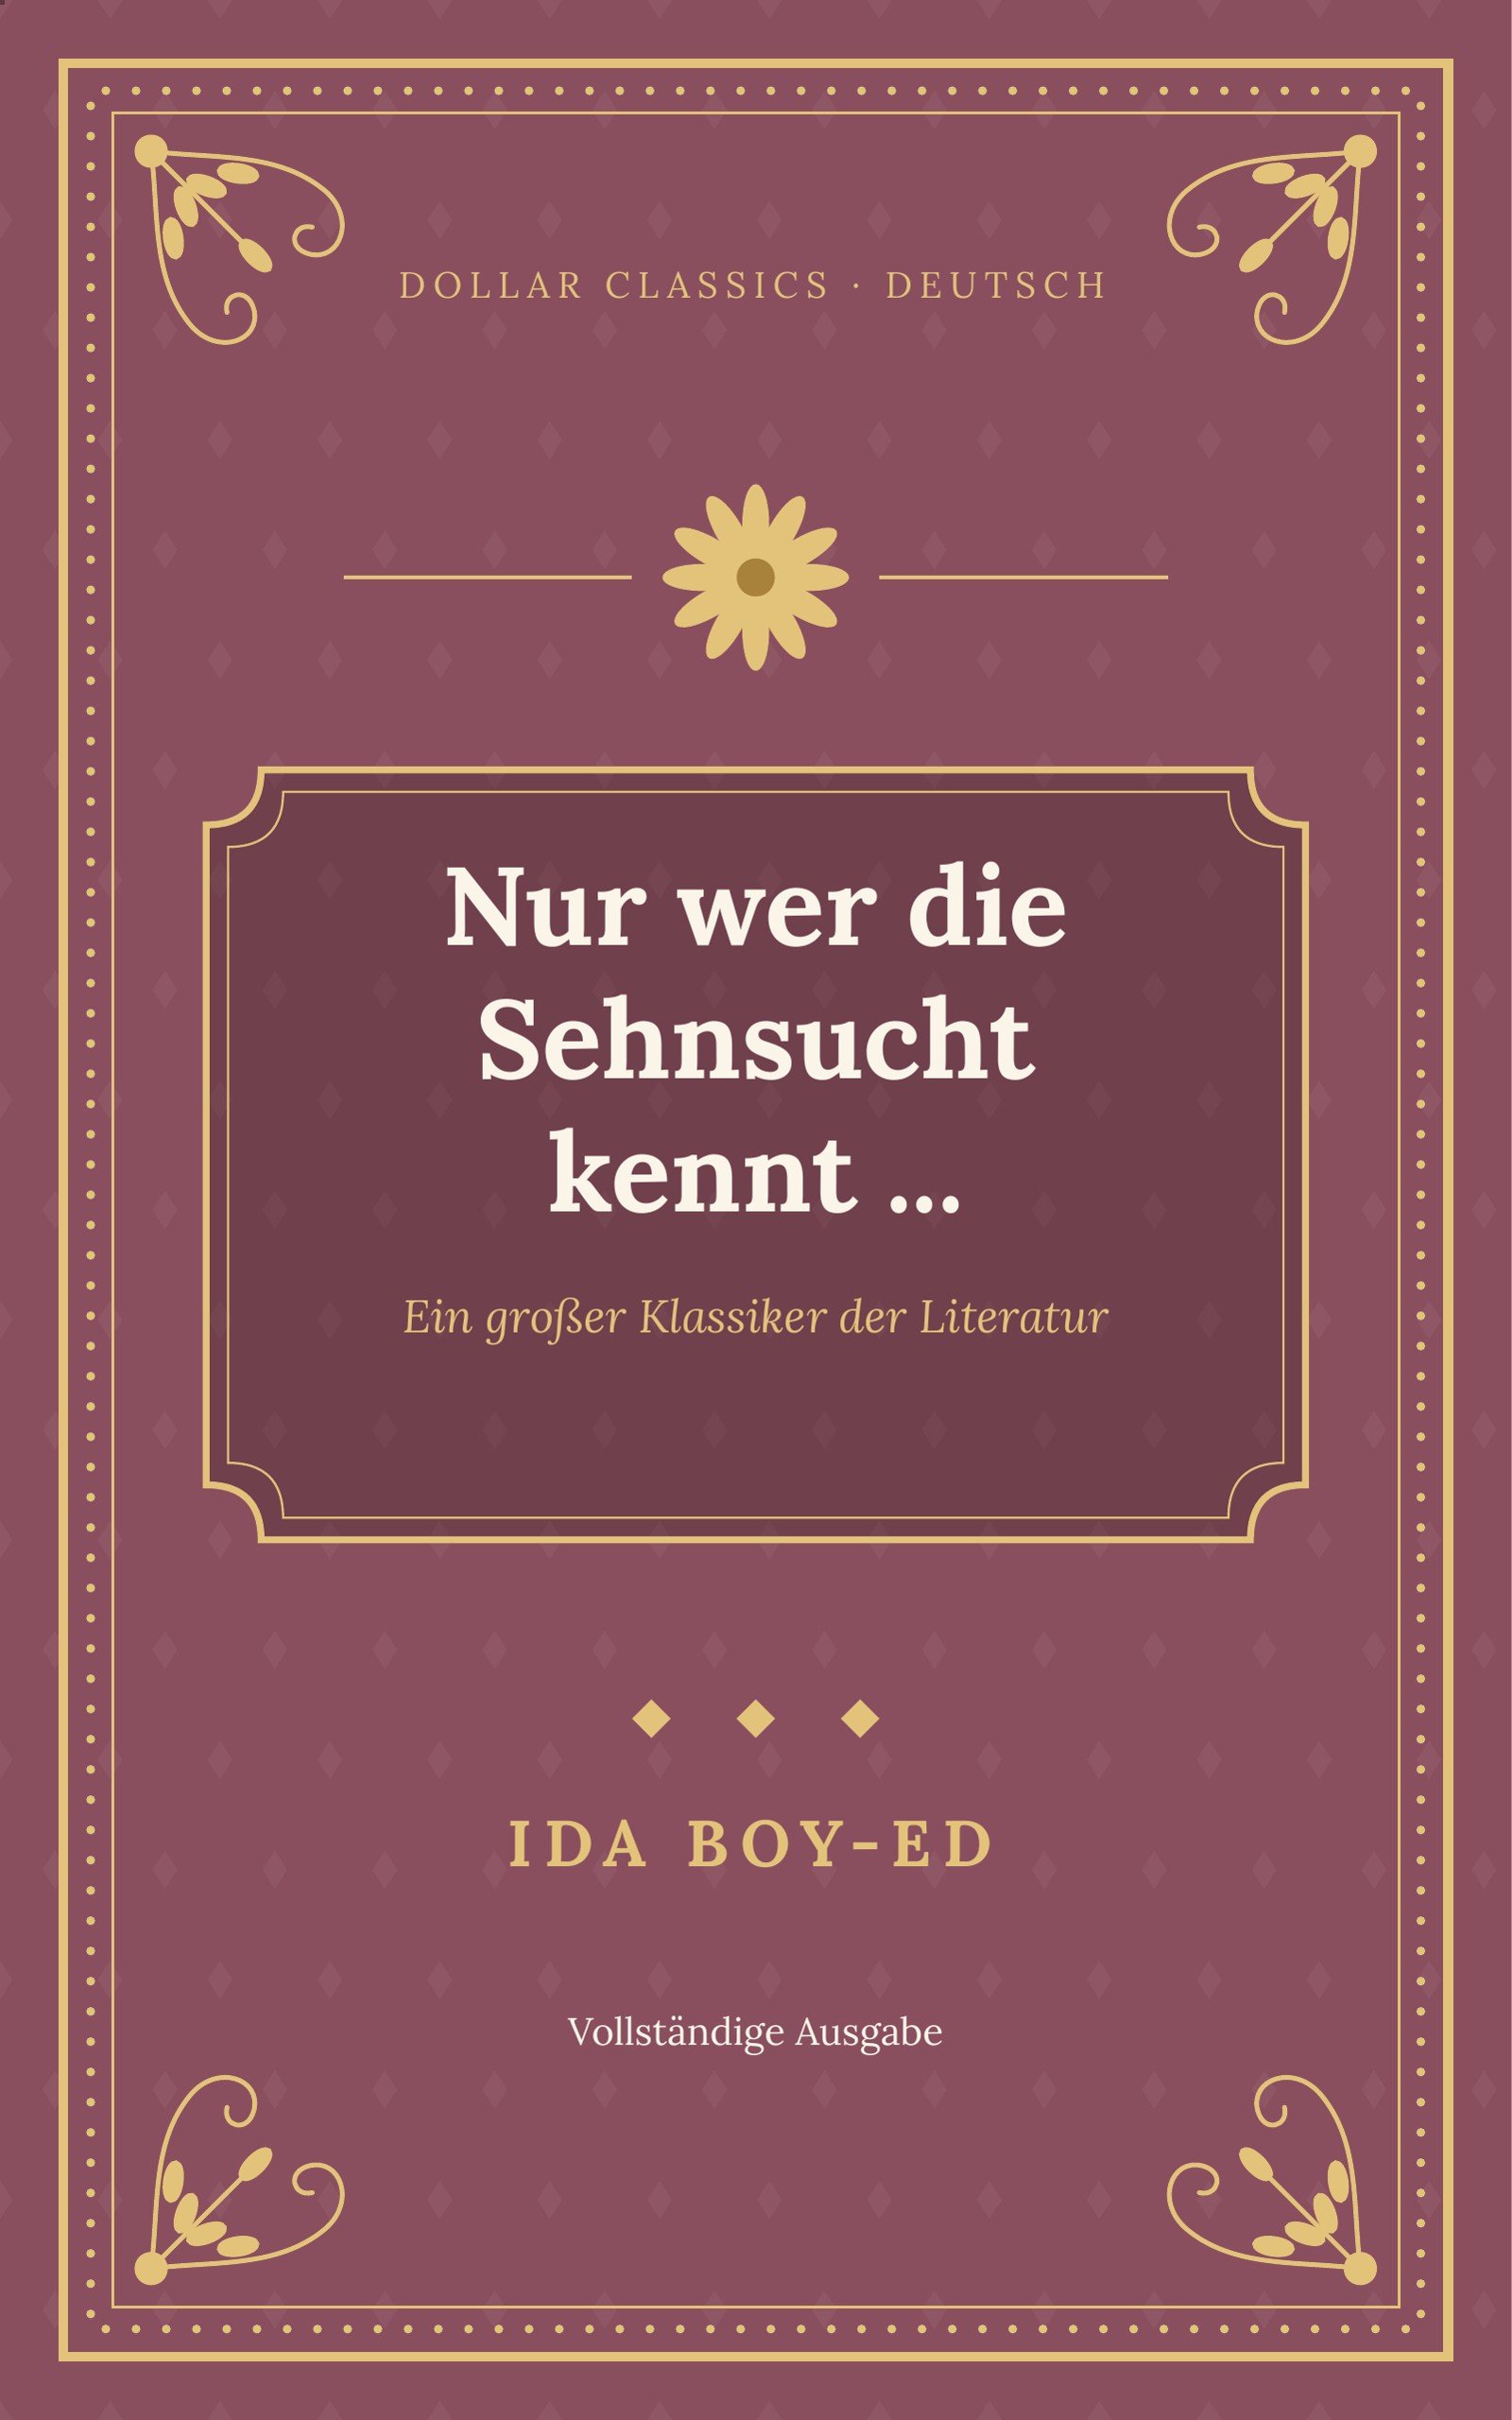 DOLLAR CLASSICS · DEUTSCH
Nur wer die
Sehnsucht
kennt ...
Ein großer Klassiker der Literatur
IDA BOY-ED
Vollständige Ausgabe